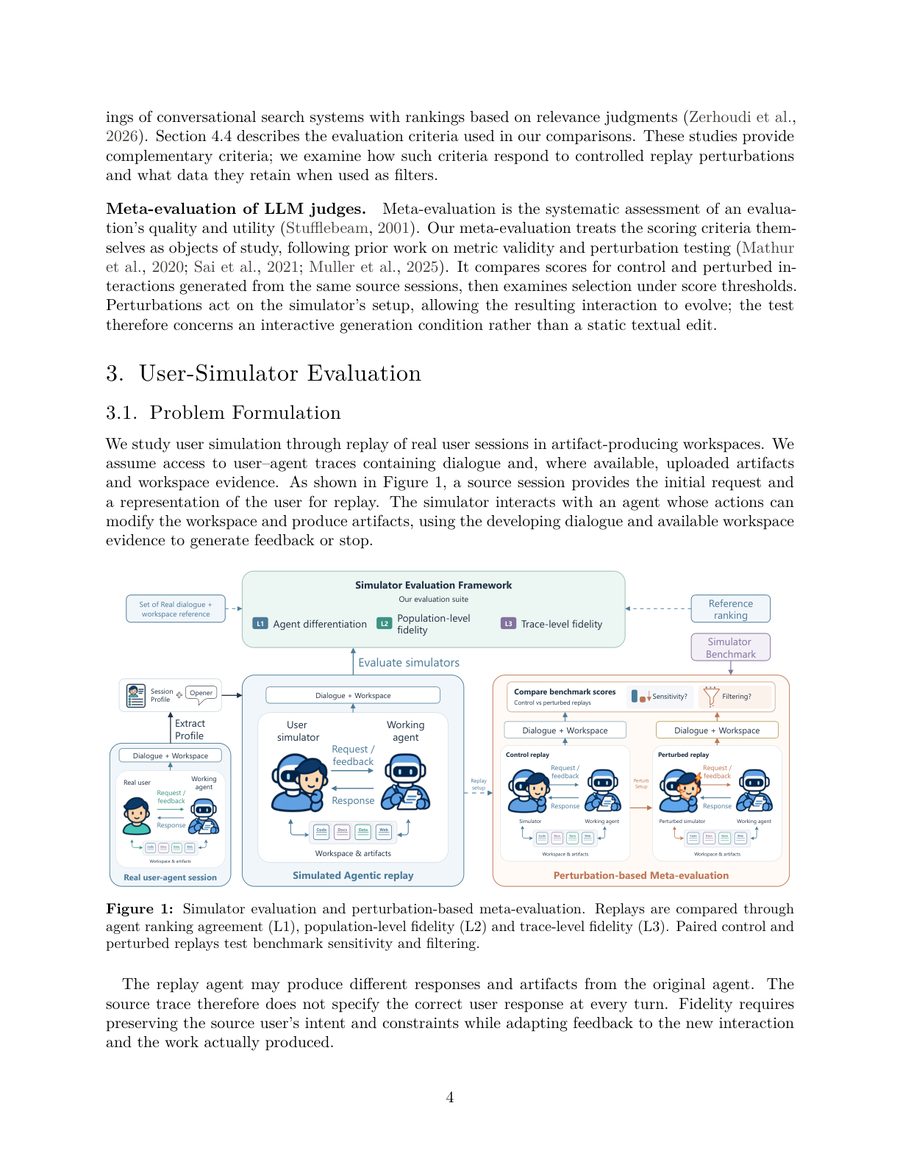 ings of conversational search systems with rankings based on relevance judgments (Zerhoudi et al.,
2026). Section 4.4 describes the evaluation criteria used in our comparisons. These studies provide
complementary criteria; we examine how such criteria respond to controlled replay perturbations
and what data they retain when used as filters.
Meta-evaluation of LLM judges. Meta-evaluation is the systematic assessment of an evalua-
tion's quality and utility (Stufflebeam, 2001). Our meta-evaluation treats the scoring criteria them-
selves as objects of study, following prior work on metric validity and perturbation testing (Mathur
et al., 2020; Sai et al., 2021; Muller et al., 2025). It compares scores for control and perturbed in-
teractions generated from the same source sessions, then examines selection under score thresholds.
Perturbations act on the simulator's setup, allowing the resulting interaction to evolve; the test
therefore concerns an interactive generation condition rather than a static textual edit.
3. User-Simulator Evaluation
3.1. Problem Formulation
We study user simulation through replay of real user sessions in artifact-producing workspaces. We
assume access to user–agent traces containing dialogue and, where available, uploaded artifacts
and workspace evidence. As shown in Figure 1, a source session provides the initial request and
a representation of the user for replay. The simulator interacts with an agent whose actions can
modify the workspace and produce artifacts, using the developing dialogue and available workspace
evidence to generate feedback or stop.
Simulator Evaluation Framework
Our evaluation suite
L1 Agent differentiation
L2 Population-level
fidelity
L3 Trace-level fidelity
Set of Real dialogue +
workspace reference
Reference
ranking
Simulator
Benchmark
Evaluate simulators
Session
Profile
Opener
Extract
Profile
Dialogue + Workspace
Real user
Working
agent
Request /
feedback
Response
Code Docs Data Web
Workspace & artifacts
Real user-agent session
Dialogue + Workspace
User
simulator
Working
agent
Request /
feedback
Response
Code Docs Data Web
Workspace & artifacts
Simulated Agentic replay
Replay
setup
Compare benchmark scores
Control vs perturbed replays
Sensitivity?
Filtering?
Dialogue + Workspace
Control replay
Request /
feedback
Response
Simulator
Working agent
Code Docs Data Web
Workspace & artifacts
Perturb
Setup
Dialogue + Workspace
Perturbed replay
Request /
feedback
Response
Perturbed simulator
Working agent
Code Docs Data Web
Workspace & artifacts
Perturbation-based Meta-evaluation
Figure 1: Simulator evaluation and perturbation-based meta-evaluation. Replays are compared through
agent ranking agreement (L1), population-level fidelity (L2) and trace-level fidelity (L3). Paired control and
perturbed replays test benchmark sensitivity and filtering.
The replay agent may produce different responses and artifacts from the original agent. The
source trace therefore does not specify the correct user response at every turn. Fidelity requires
preserving the source user's intent and constraints while adapting feedback to the new interaction
and the work actually produced.
4